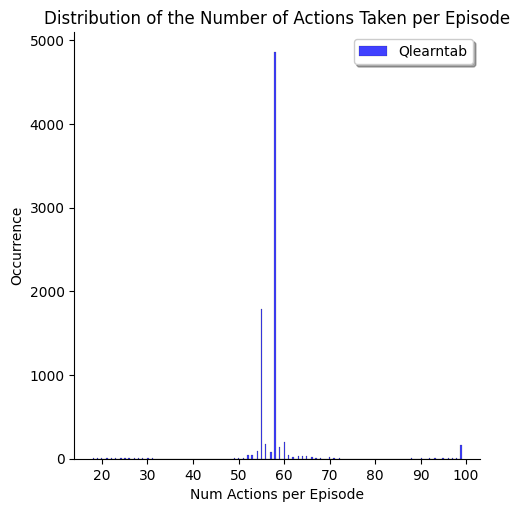 Distribution of the Number of Actions Taken per Episode
Qlearntab
5000
4000
3000
2000
1000
0
Occurrence
20 30 40 50 60 70 80 90 100
Num Actions per Episode